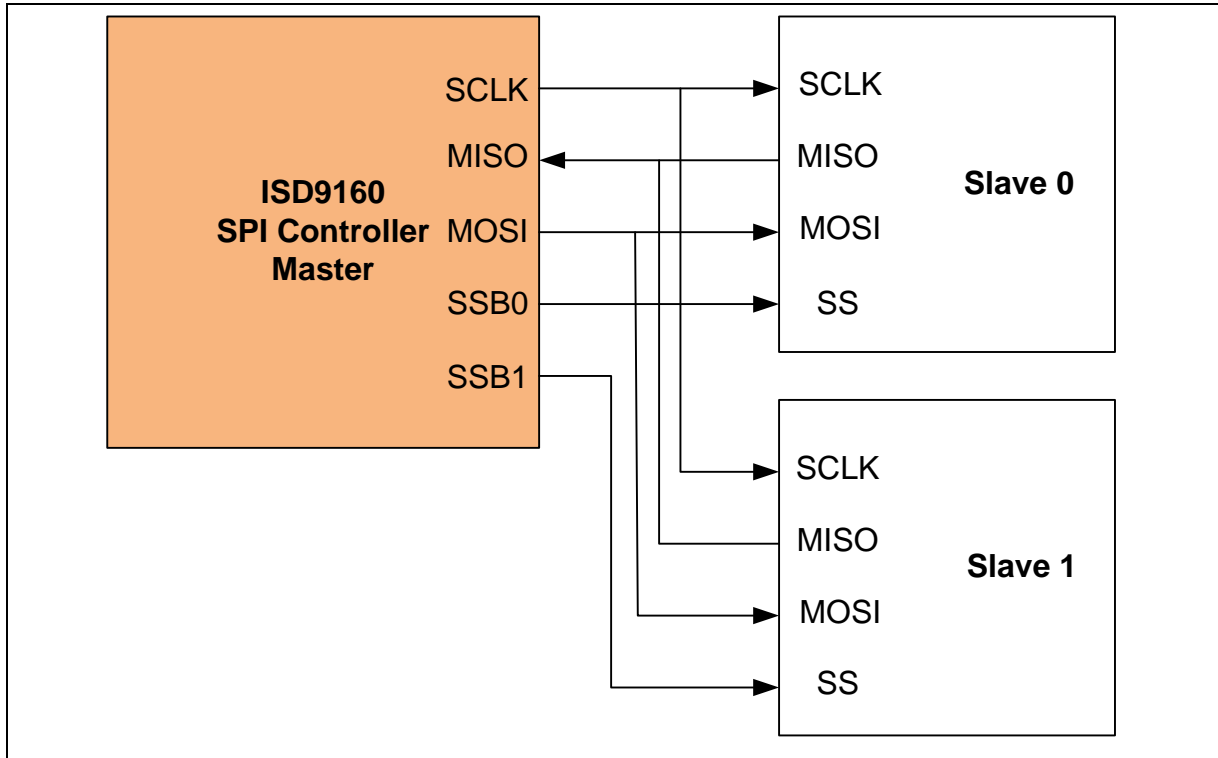 SCLK
MISO
ISD9160
SPI Controller
Master
MOSI
SSB0
SSB1
SCLK
MISO
Slave 0
MOSI
SS
SCLK
MISO
Slave 1
MOSI
SS